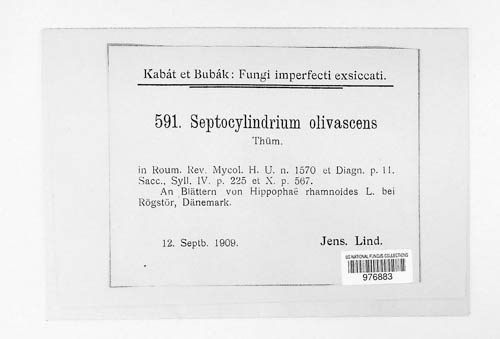 Kabát et Bubák: Fungi imperfecti exsiccati.
591. Septocylindrium olivascens
Thüm.
in Roum. Rev. Mycol. H. U. n. 1570 et Diagn. p. 11.
Sacc., Syll. IV. p. 225 et X. p. 567.
An Blättern von Hippophaë rhamnoides L. bei
Rögstör, Dänemark.
12. Septb. 1909. Jens. Lind.
US NATIONAL FUNGUS COLLECTIONS
976883